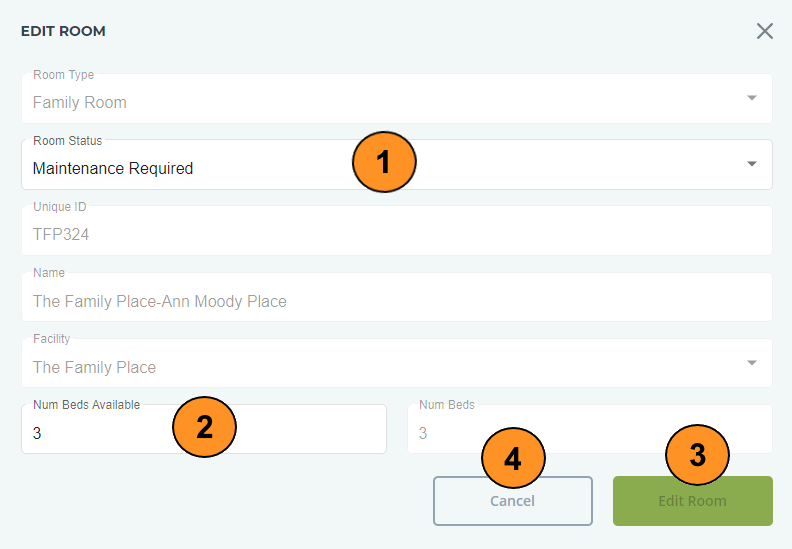 EDIT ROOM
Room Type
Family Room
Room Status
Maintenance Required
1
Unique ID
TFP324
Name
The Family Place-Ann Moody Place
Facility
The Family Place
Num Beds Available
3
2
Num Beds
3
4
3
Cancel
Edit Room